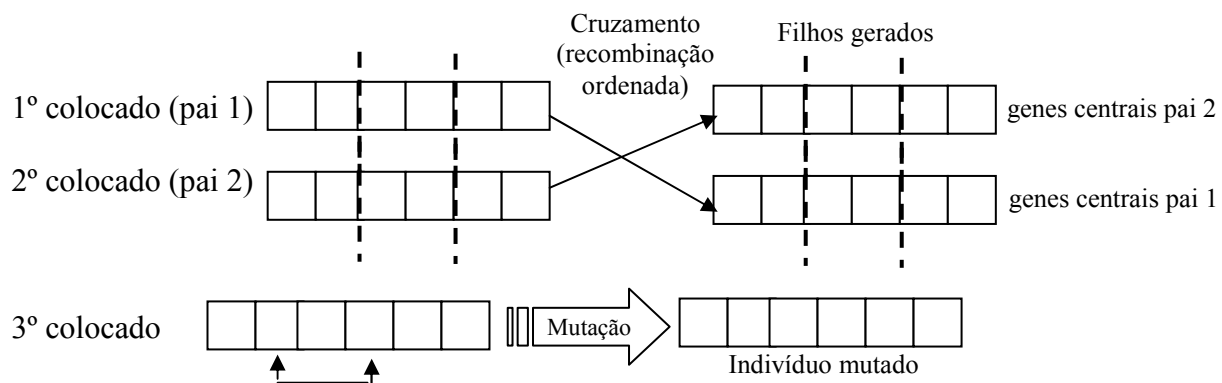 Cruzamento
(recombinação
ordenada)
Filhos gerados
1º colocado (pai 1)
genes centrais pai 2
2º colocado (pai 2)
genes centrais pai 1
3º colocado
Mutação
Indivíduo mutado